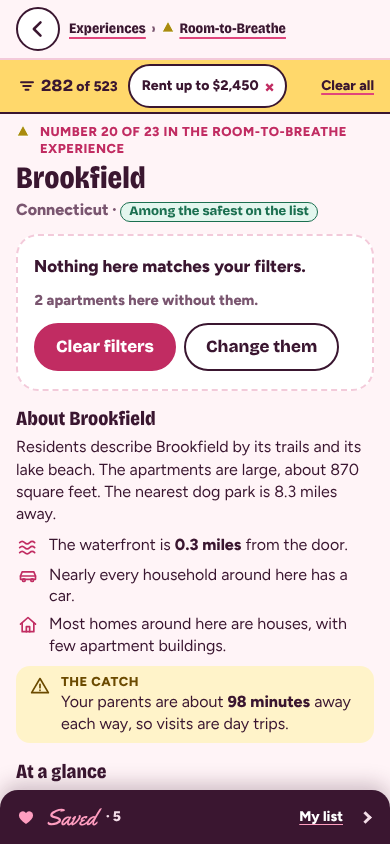 Experiences › Room-to-Breathe
282 of 523 Rent up to $2,450 × Clear all
NUMBER 20 OF 23 IN THE ROOM-TO-BREATHE
EXPERIENCE
Brookfield
Connecticut · Among the safest on the list
Nothing here matches your filters.
2 apartments here without them.
Clear filters Change them
About Brookfield
Residents describe Brookfield by its trails and its
lake beach. The apartments are large, about 870
square feet. The nearest dog park is 8.3 miles
away.
The waterfront is 0.3 miles from the door.
Nearly every household around here has a
car.
Most homes around here are houses, with
few apartment buildings.
THE CATCH
Your parents are about 98 minutes away
each way, so visits are day trips.
At a glance
Saved · 5 My list